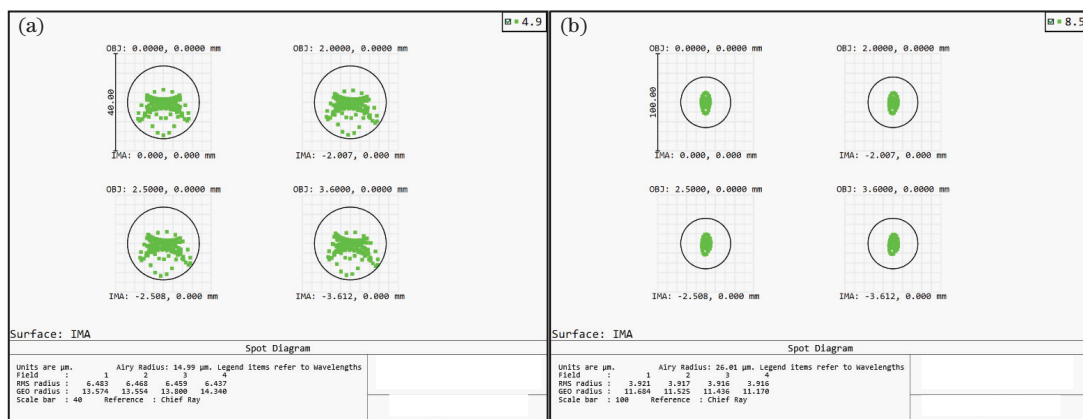 (a)
4.9
OBJ: 0.0000, 0.0000 mm
OBJ: 2.0000, 0.0000 mm
40.00
IMA: 0.000, 0.000 mm
IMA: -2.007, 0.000 mm
OBJ: 2.5000, 0.0000 mm
OBJ: 3.6000, 0.0000 mm
IMA: -2.508, 0.000 mm
IMA: -3.612, 0.000 mm
Surface: IMA
Spot Diagram
Units are µm. Airy Radius: 14.99 µm. Legend items refer to Wavelengths
Field : 1 2 3 4
RMS radius : 6.483 6.468 6.459 6.437
GEO radius : 13.574 13.554 13.800 14.340
Scale bar : 40 Reference : Chief Ray
(b)
8.5
OBJ: 0.0000, 0.0000 mm
OBJ: 2.0000, 0.0000 mm
100.00
IMA: 0.000, 0.000 mm
IMA: -2.007, 0.000 mm
OBJ: 2.5000, 0.0000 mm
OBJ: 3.6000, 0.0000 mm
IMA: -2.508, 0.000 mm
IMA: -3.612, 0.000 mm
Surface: IMA
Spot Diagram
Units are µm. Airy Radius: 26.01 µm. Legend items refer to Wavelengths
Field : 1 2 3 4
RMS radius : 3.921 3.917 3.916 3.916
GEO radius : 11.684 11.525 11.436 11.170
Scale bar : 100 Reference : Chief Ray